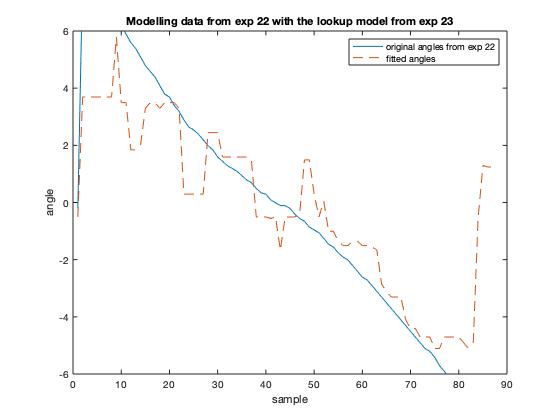 Modelling data from exp 22 with the lookup model from exp 23
original angles from exp 22
fitted angles
angle
6
4
2
0
-2
-4
-6
0 10 20 30 40 50 60 70 80 90
sample